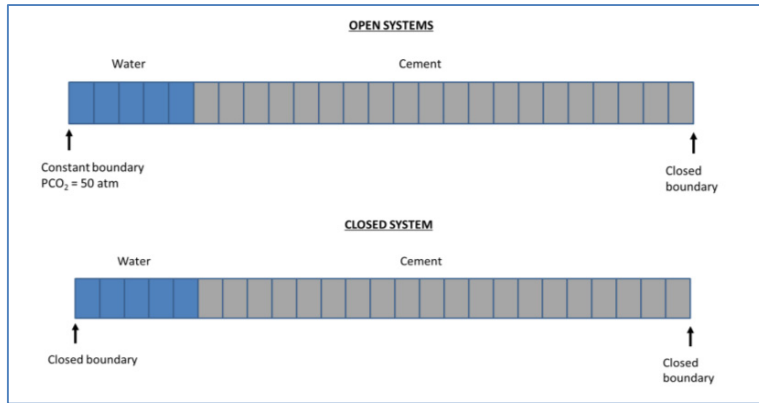 OPEN SYSTEMS
Water Cement
Constant boundary
PCO₂ = 50 atm
Closed
boundary
CLOSED SYSTEM
Water Cement
Closed boundary
Closed
boundary